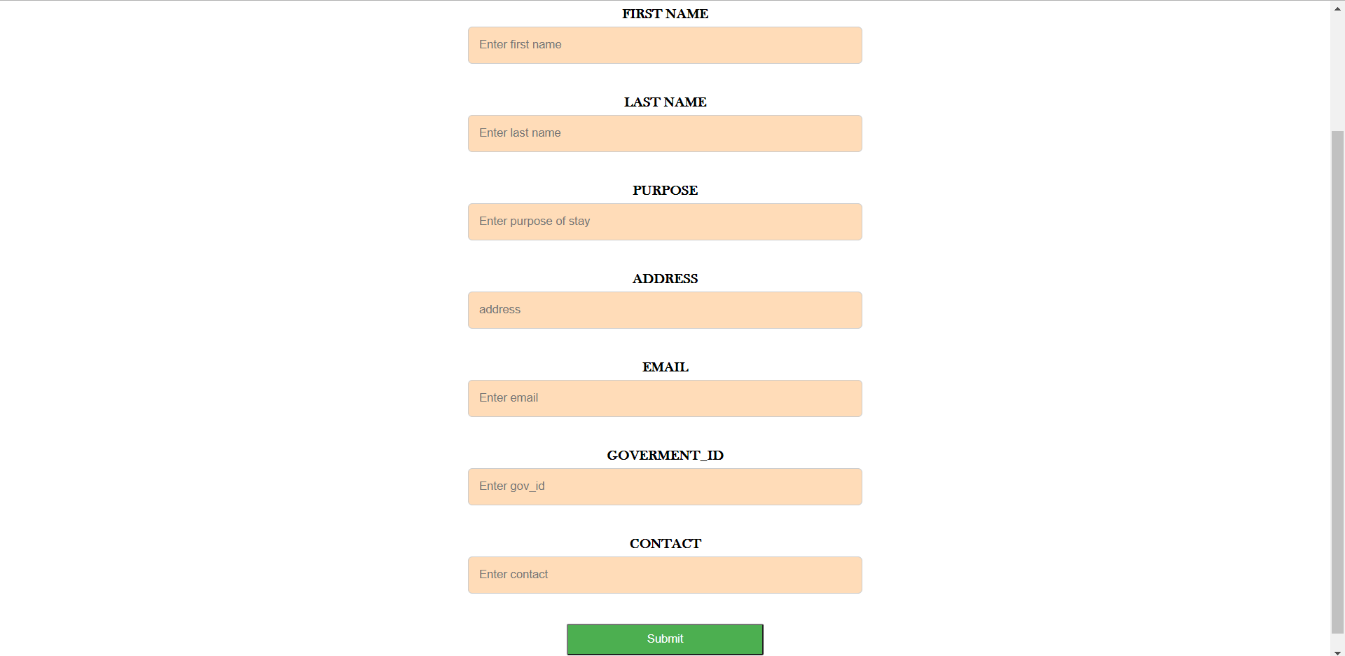 FIRST NAME
Enter first name
LAST NAME
Enter last name
PURPOSE
Enter purpose of stay
ADDRESS
address
EMAIL
Enter email
GOVERMENT_ID
Enter gov_id
CONTACT
Enter contact
Submit